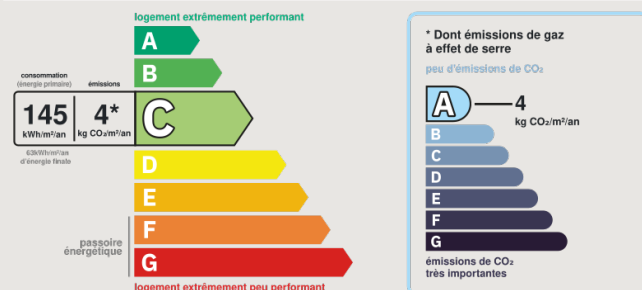 logement extrêmement performant
A
B
consommation
(énergie primaire)
émissions
145
kWh/m²/an
4*
kg CO₂/m²/an
C
63kWh/m²/an
d'énergie finale
D
E
F
G
passoire
énergétique
logement extrêmement peu performant
* Dont émissions de gaz
à effet de serre
peu d'émissions de CO₂
A
4
kg CO₂/m²/an
B
C
D
E
F
G
émissions de CO₂
très importantes